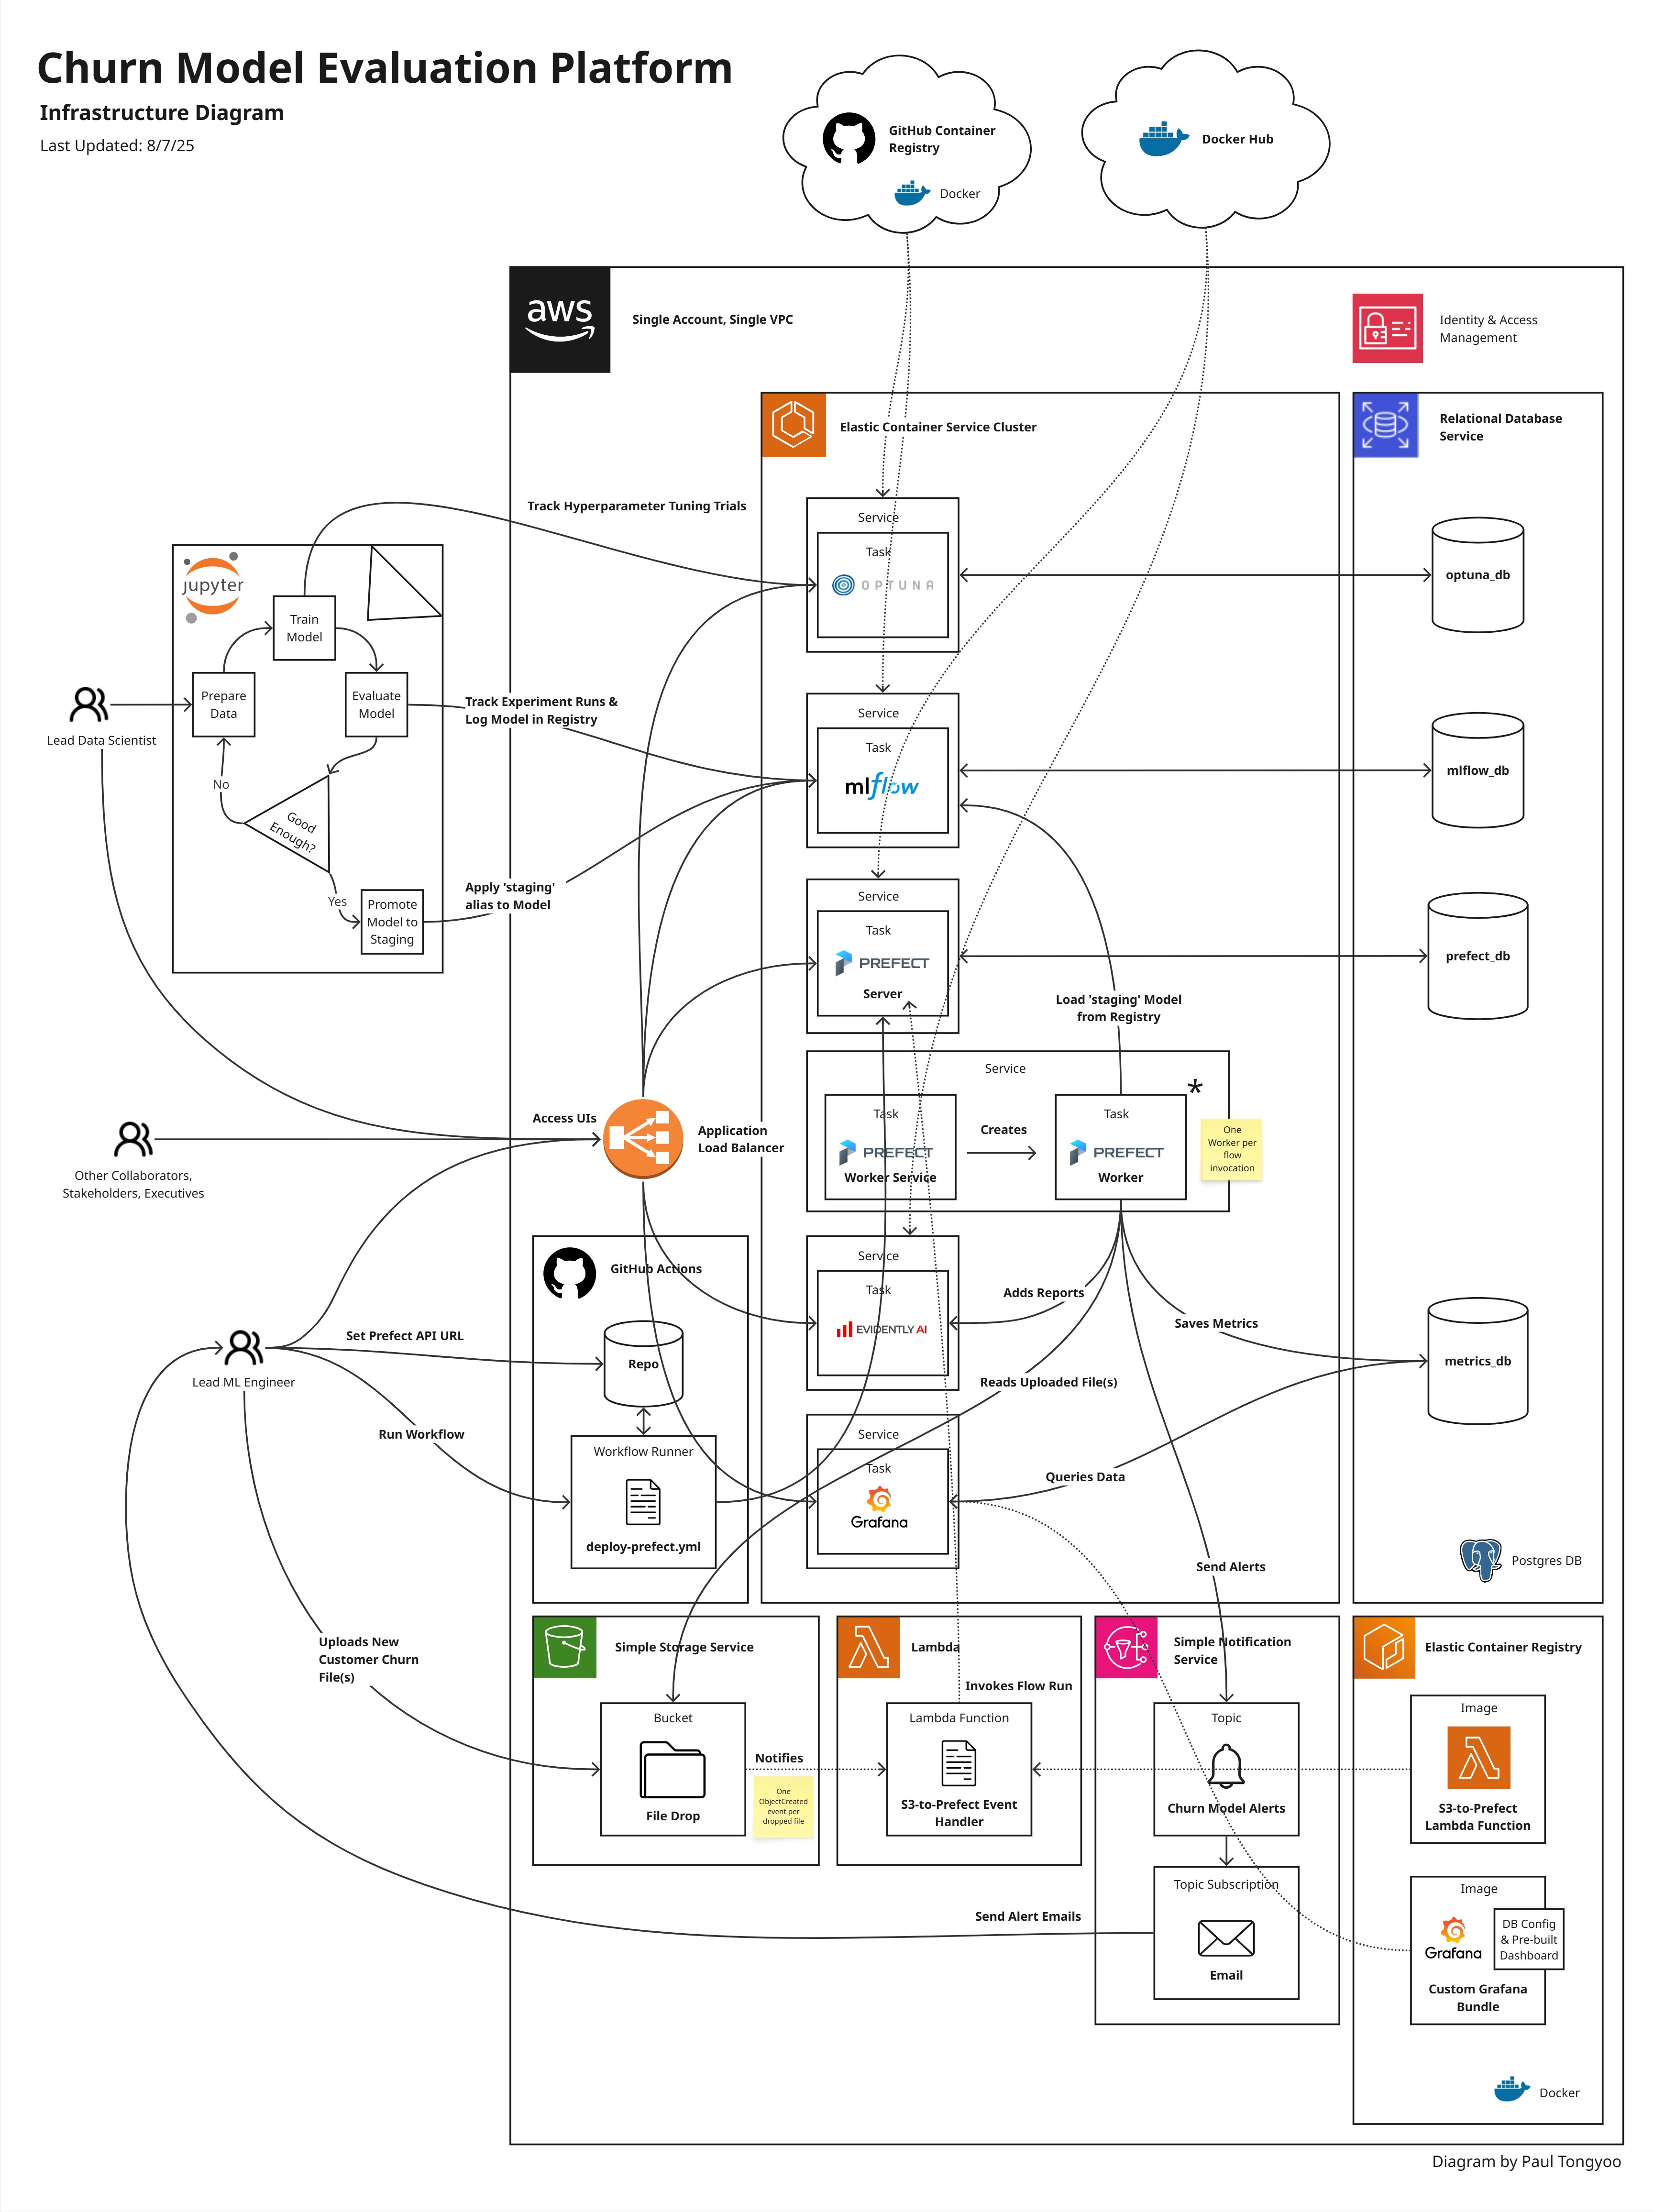 Churn Model Evaluation Platform
Infrastructure Diagram
Last Updated: 8/7/25
GitHub Container
Registry
Docker
Docker Hub
aws
Single Account, Single VPC
Identity & Access
Management
Elastic Container Service Cluster
Relational Database
Service
Track Hyperparameter Tuning Trials
Service
Task
OPTUNA
optuna_db
jupyter
Train
Model
Prepare
Data
Evaluate
Model
Lead Data Scientist
No
Good
Enough?
Yes
Promote
Model to
Staging
Track Experiment Runs &
Log Model in Registry
Service
Task
mlflow
mlflow_db
Apply 'staging'
alias to Model
Service
Task
PREFECT
Server
prefect_db
Load 'staging' Model
from Registry
Service
Task
PREFECT
Worker Service
Creates
Task
PREFECT
Worker
*
One
Worker per
flow
invocation
Access UIs
Application
Load Balancer
Other Collaborators,
Stakeholders, Executives
GitHub Actions
Service
Task
EVIDENTLY AI
Adds Reports
Saves Metrics
metrics_db
Set Prefect API URL
Repo
Lead ML Engineer
Reads Uploaded File(s)
Run Workflow
Workflow Runner
deploy-prefect.yml
Service
Task
Grafana
Queries Data
Send Alerts
Postgres DB
Uploads New
Customer Churn
File(s)
Simple Storage Service
Lambda
Simple Notification
Service
Elastic Container Registry
Invokes Flow Run
Bucket
File Drop
Notifies
One
ObjectCreated
event per
dropped file
Lambda Function
S3-to-Prefect Event
Handler
Topic
Churn Model Alerts
Image
S3-to-Prefect
Lambda Function
Topic Subscription
Email
Send Alert Emails
Image
Grafana
DB Config
& Pre-built
Dashboard
Custom Grafana
Bundle
Docker
Diagram by Paul Tongyoo